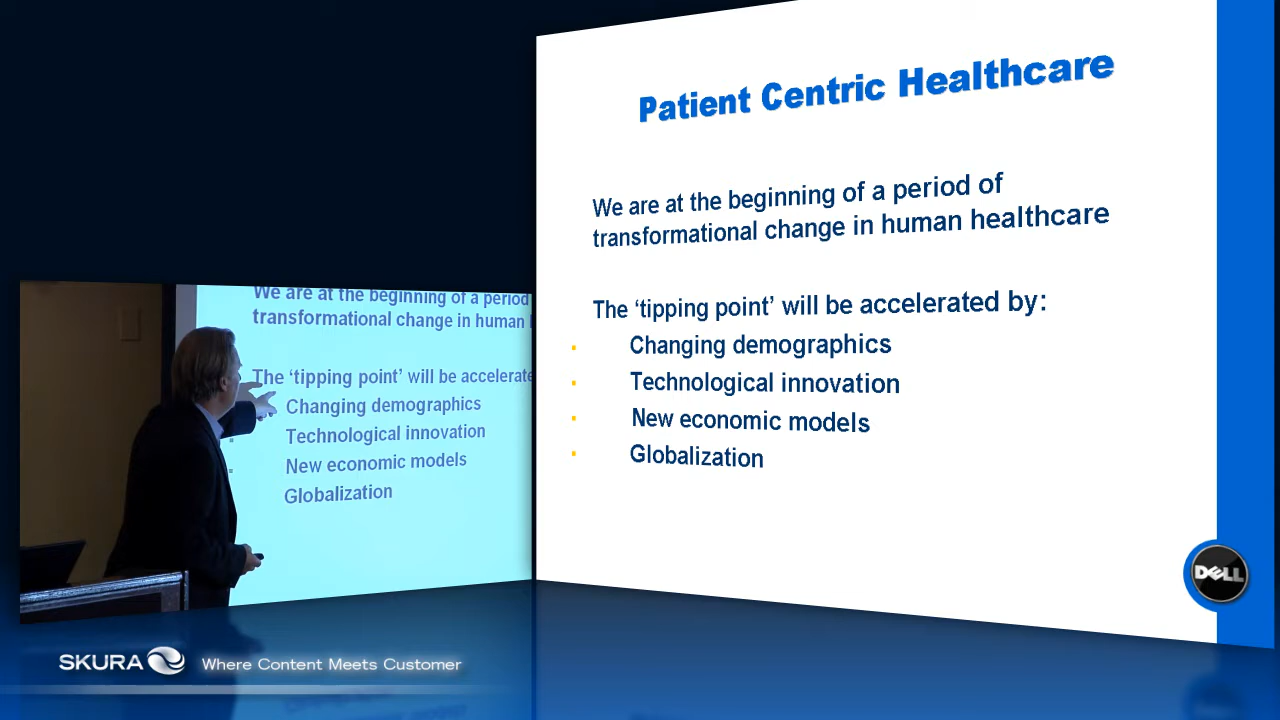 Patient Centric Healthcare
We are at the beginning of a period of
transformational change in human healthcare
The ‘tipping point’ will be accelerated by:
Changing demographics
Technological innovation
New economic models
Globalization
DELL
We are at the beginning of a period
transformational change in human
The ‘tipping point’ will be accelerate
Changing demographics
Technological innovation
New economic models
Globalization
SKURA Where Content Meets Customer